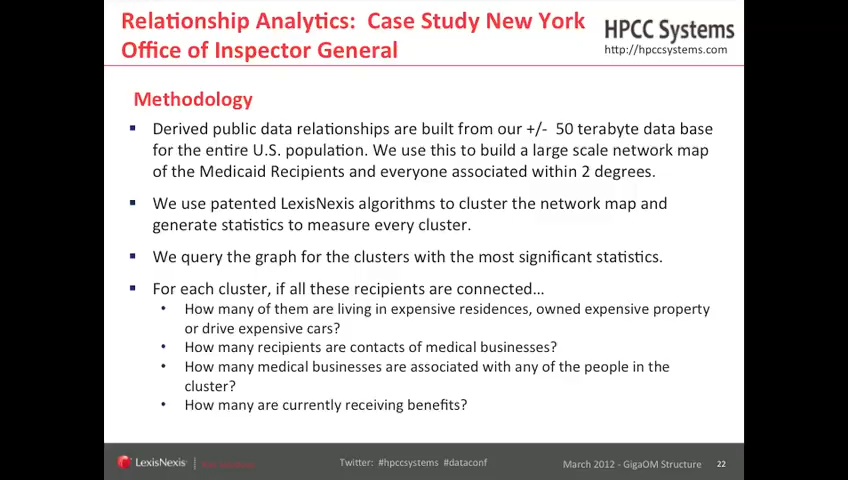 Relationship Analytics:  Case Study New York
Office of Inspector General
HPCC Systems
http://hpccsystems.com
Methodology
▪ Derived public data relationships are built from our +/-  50 terabyte data base
for the entire U.S. population. We use this to build a large scale network map
of the Medicaid Recipients and everyone associated within 2 degrees.
▪ We use patented LexisNexis algorithms to cluster the network map and
generate statistics to measure every cluster.
▪ We query the graph for the clusters with the most significant statistics.
▪ For each cluster, if all these recipients are connected...
• How many of them are living in expensive residences, owned expensive property
or drive expensive cars?
• How many recipients are contacts of medical businesses?
• How many medical businesses are associated with any of the people in the
cluster?
• How many are currently receiving benefits?
LexisNexis
Twitter:  #hpccsystems  #dataconf
March 2012 - GigaOM Structure
22